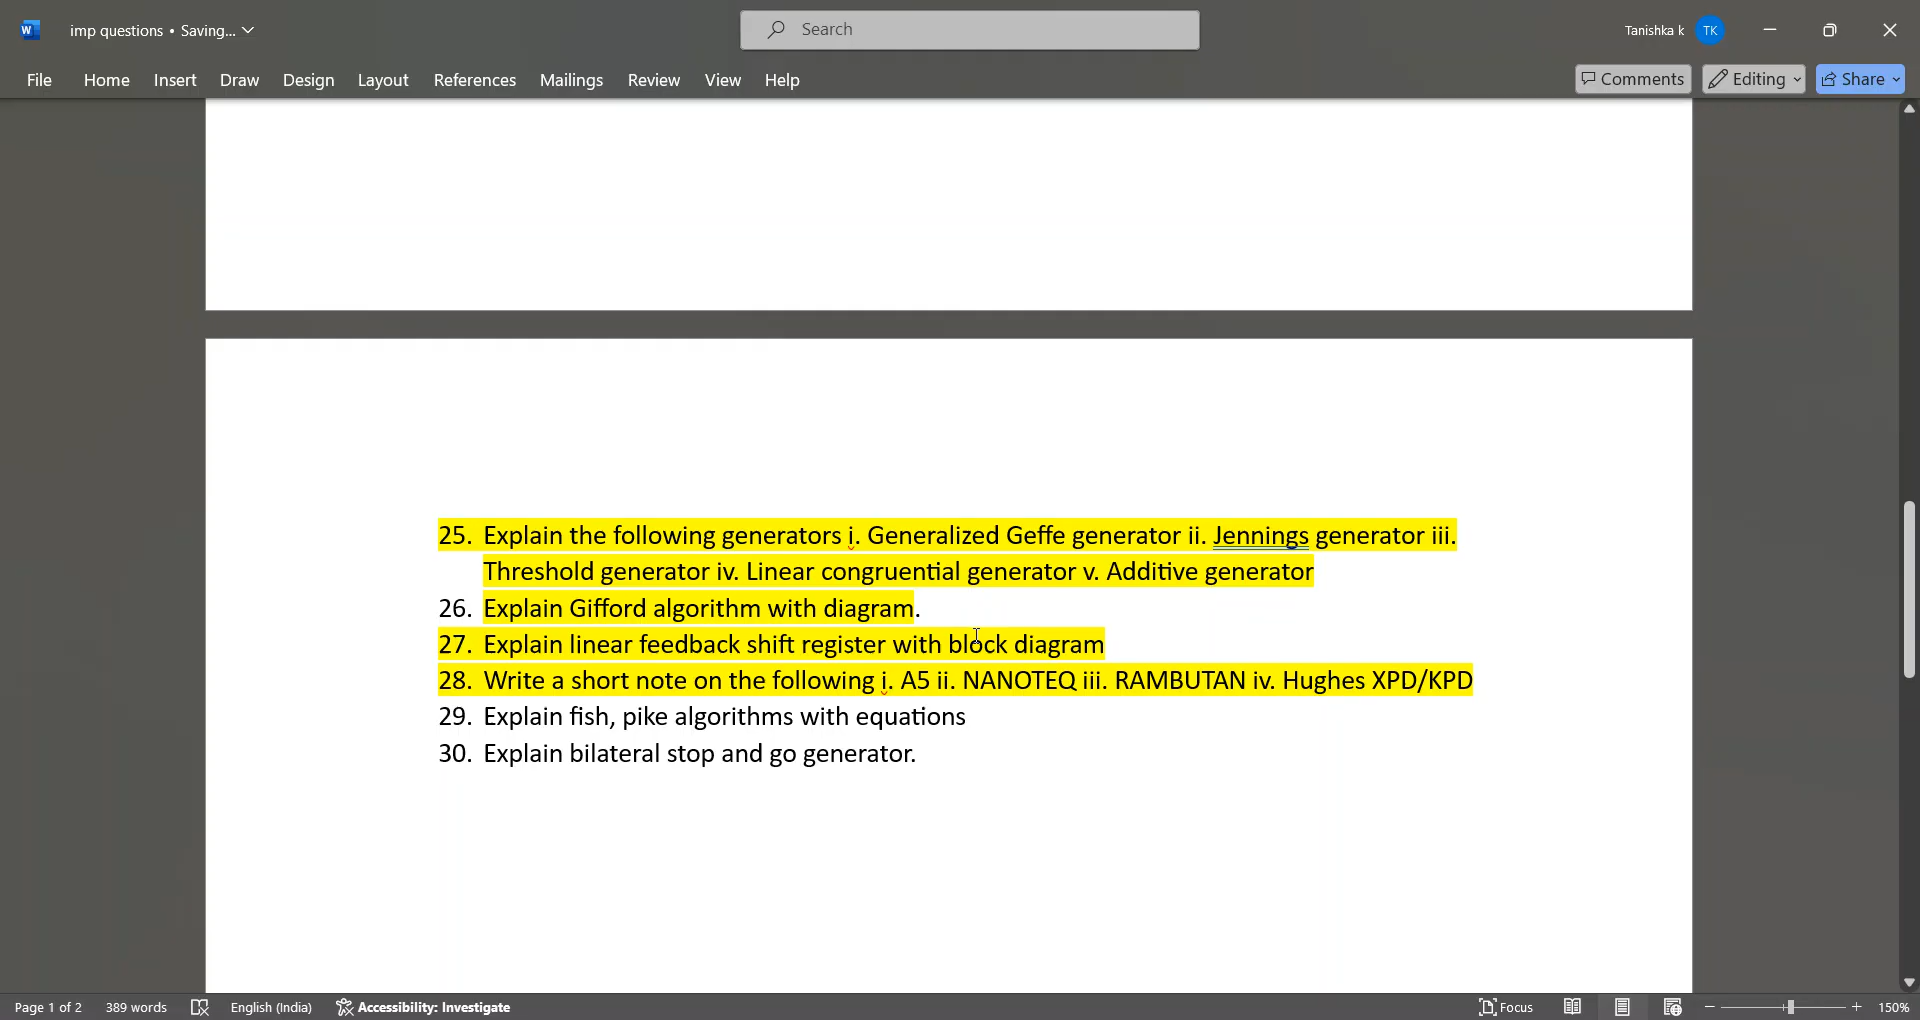 imp questions • Saving...
Search
Tanishka k TK
File Home Insert Draw Design Layout References Mailings Review View Help
Comments Editing Share
25. Explain the following generators i. Generalized Geffe generator ii. Jennings generator iii.
Threshold generator iv. Linear congruential generator v. Additive generator
26. Explain Gifford algorithm with diagram.
27. Explain linear feedback shift register with block diagram
28. Write a short note on the following i. A5 ii. NANOTEQ iii. RAMBUTAN iv. Hughes XPD/KPD
29. Explain fish, pike algorithms with equations
30. Explain bilateral stop and go generator.
Page 1 of 2 389 words English (India) Accessibility: Investigate Focus 150%